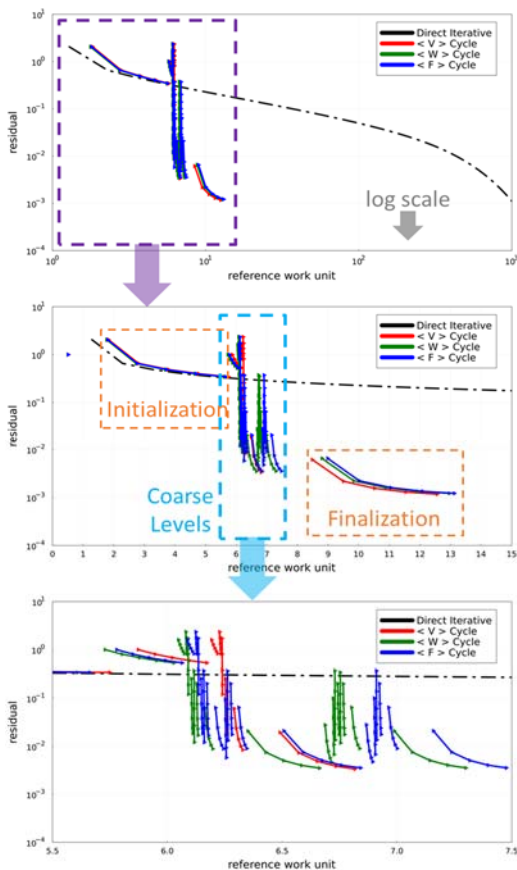 10¹
10⁰
10⁻¹
10⁻²
10⁻³
10⁻⁴
residual
Direct Iterative
< V > Cycle
< W > Cycle
< F > Cycle
log scale
10⁰ 10¹ 10² 10³
reference work unit
10¹
10⁰
10⁻¹
10⁻²
10⁻³
10⁻⁴
residual
Direct Iterative
< V > Cycle
< W > Cycle
< F > Cycle
Initialization
Coarse
Levels
Finalization
0 1 2 3 4 5 6 7 8 9 10 11 12 13 14 15
reference work unit
10¹
10⁰
10⁻¹
10⁻²
10⁻³
10⁻⁴
residual
Direct Iterative
< V > Cycle
< W > Cycle
< F > Cycle
5.5 6.0 6.5 7.0 7.5
reference work unit